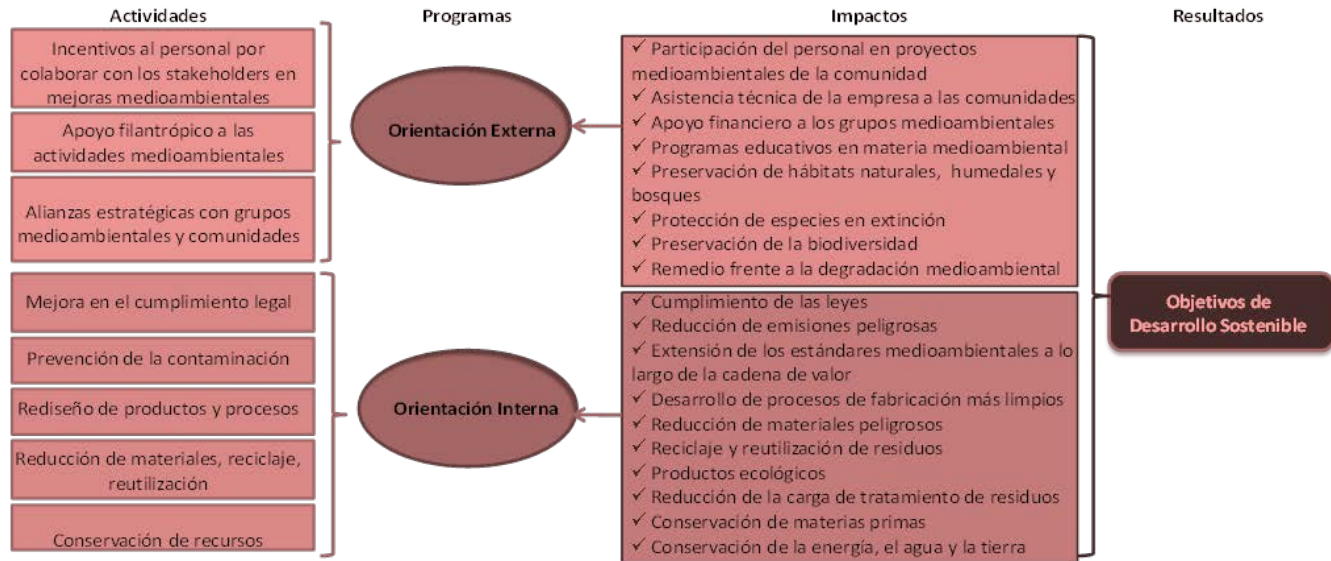 Actividades
Programas
Impactos
Resultados
Incentivos al personal por
colaborar con los stakeholders en
mejoras medioambientales
Apoyo filantrópico a las
actividades medioambientales
Alianzas estratégicas con grupos
medioambientales y comunidades
Mejora en el cumplimiento legal
Prevención de la contaminación
Rediseño de productos y procesos
Reducción de materiales, reciclaje,
reutilización
Conservación de recursos
Orientación Externa
Orientación Interna
✓ Participación del personal en proyectos
medioambientales de la comunidad
✓ Asistencia técnica de la empresa a las comunidades
✓ Apoyo financiero a los grupos medioambientales
✓ Programas educativos en materia medioambiental
✓ Preservación de hábitats naturales, humedales y
bosques
✓ Protección de especies en extinción
✓ Preservación de la biodiversidad
✓ Remedio frente a la degradación medioambiental
✓ Cumplimiento de las leyes
✓ Reducción de emisiones peligrosas
✓ Extensión de los estándares medioambientales a lo
largo de la cadena de valor
✓ Desarrollo de procesos de fabricación más limpios
✓ Reducción de materiales peligrosos
✓ Reciclaje y reutilización de residuos
✓ Productos ecológicos
✓ Reducción de la carga de tratamiento de residuos
✓ Conservación de materias primas
✓ Conservación de la energía, el agua y la tierra
Objetivos de
Desarrollo Sostenible